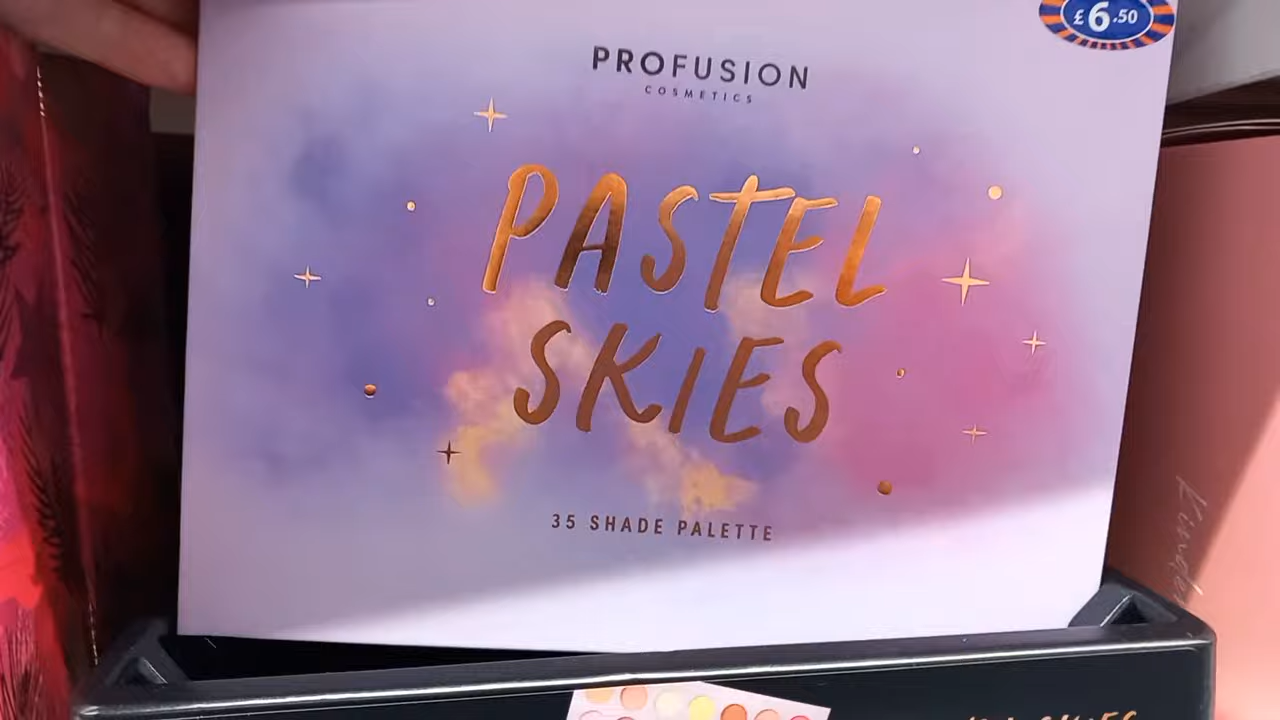 £6.50
PROFUSION
COSMETICS
PASTEL
SKIES
35 SHADE PALETTE